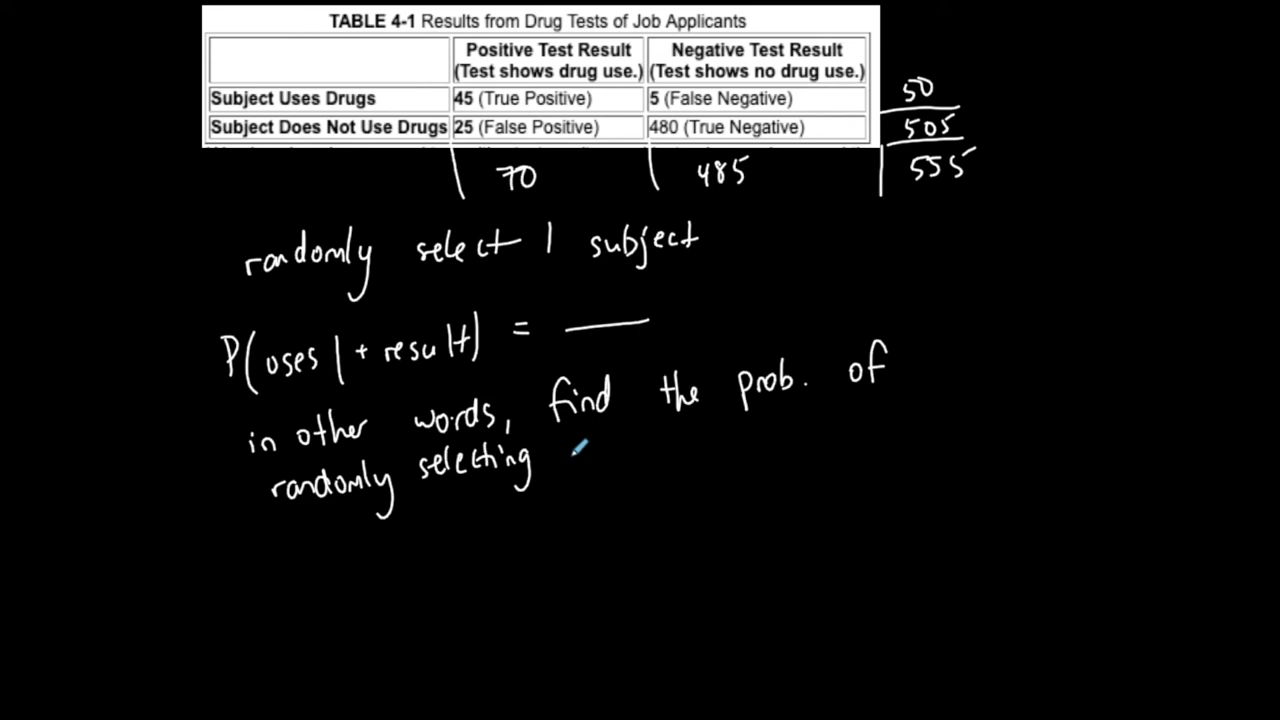 TABLE 4-1 Results from Drug Tests of Job Applicants
Positive Test Result Negative Test Result
(Test shows drug use.) (Test shows no drug use.)
Subject Uses Drugs 45 (True Positive) 5 (False Negative) 50
Subject Does Not Use Drugs 25 (False Positive) 480 (True Negative) 505
70 485 555
randomly select 1 subject
P(uses | + result) =
in other words, find the prob. of
randomly selecting